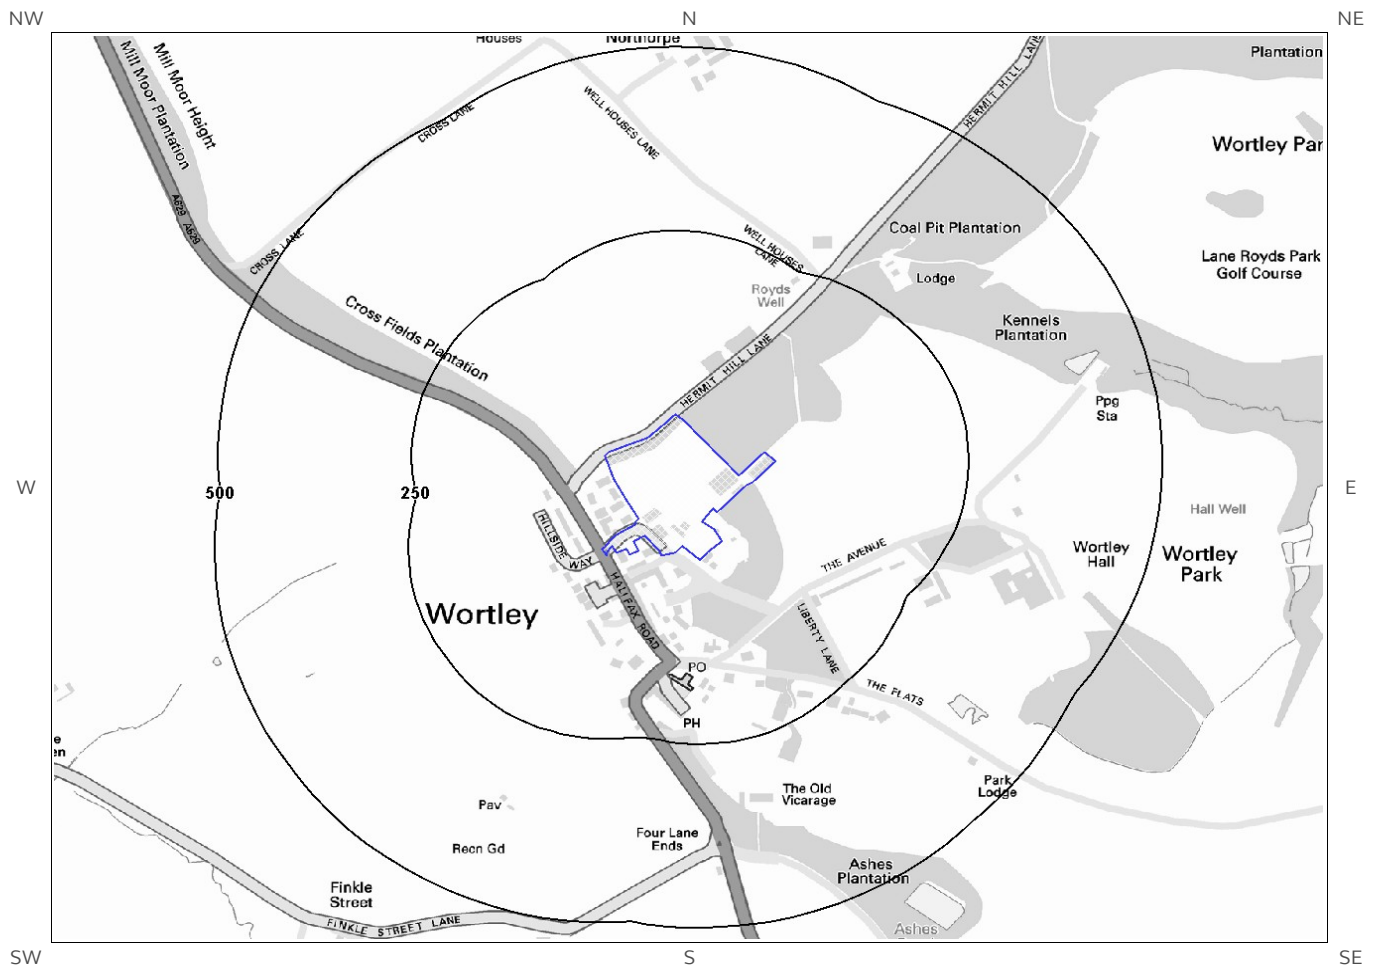 NW
N
NE
Houses
Northorpe
Plantation
Mill Moor Height
Mill Moor Plantation
HERMIT HILL LANE
WELL HOUSES LANE
CROSS LANE
Wortley Par
A629
A629
CROSS LANE
WELL HOUSES
LANE
Coal Pit Plantation
Lane Royds Park
Golf Course
Lodge
Royds
Well
Cross Fields Plantation
Kennels
Plantation
HERMIT HILL LANE
Ppg
Sta
W
500
250
E
Hall Well
HILLSIDE
WAY
THE AVENUE
Wortley
Hall
Wortley
Park
HALIFAX ROAD
Wortley
LIBERTY LANE
PO
THE FLATS
PH
e
en
Park
Lodge
The Old
Vicarage
Pav
Four Lane
Ends
Recn Gd
Ashes
Plantation
Finkle
Street
FINKLE STREET LANE
Ashes
SW
S
SE